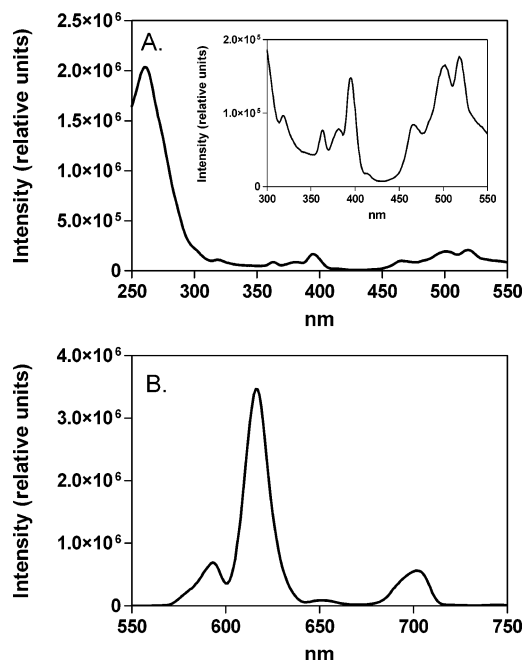 A.
Intensity (relative units)
2.5×10⁶
2.0×10⁶
1.5×10⁶
1.0×10⁶
5.0×10⁵
0
250 300 350 400 450 500 550
nm
Intensity (relative units)
2.0×10⁵
1.0×10⁵
0
300 350 400 450 500 550
nm
B.
Intensity (relative units)
4.0×10⁶
3.0×10⁶
2.0×10⁶
1.0×10⁶
0
550 600 650 700 750
nm